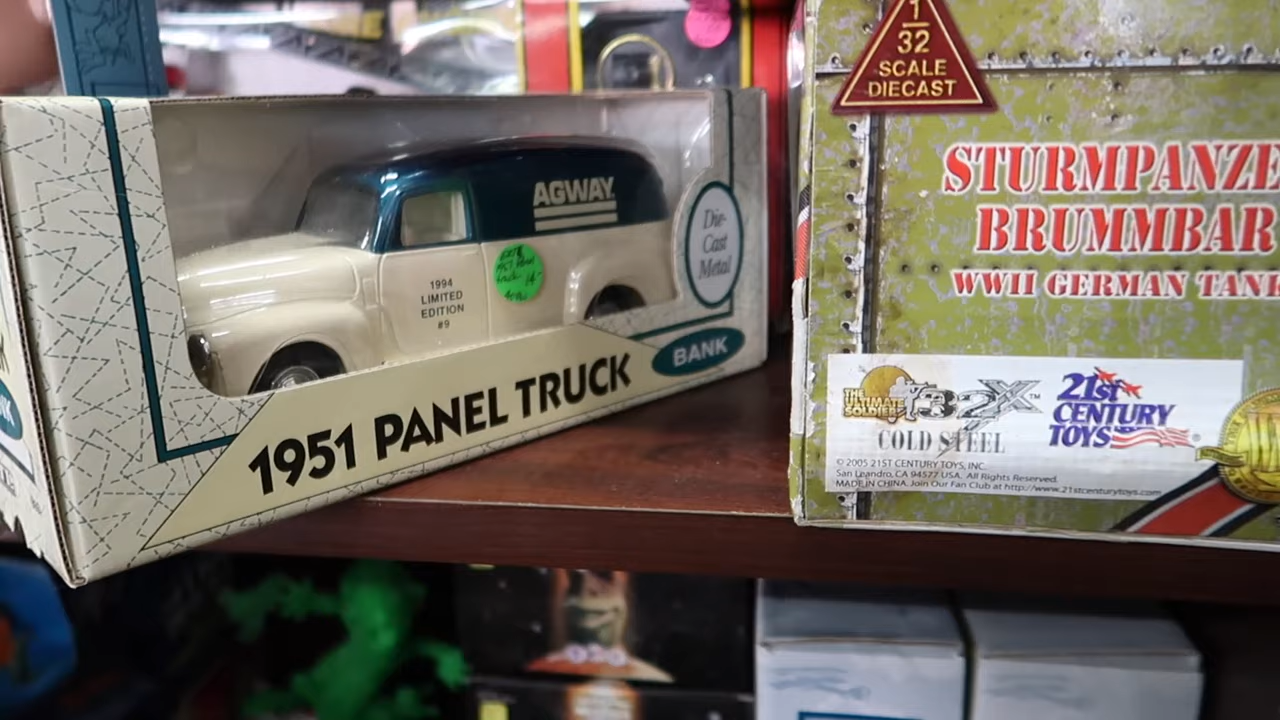 AGWAY
1994
LIMITED
EDITION
#9
Die-
Cast
Metal
BANK
1951 PANEL TRUCK
1
32
SCALE
DIECAST
STURMPANZE
BRUMMBAR
WWII GERMAN TANK
THE
ULTIMATE
SOLDIER
32X™
COLD STEEL
21st
CENTURY
TOYS®
© 2005 21ST CENTURY TOYS, INC.
San Leandro, CA 94577 USA. All Rights Reserved.
MADE IN CHINA. Join Our Fan Club at http://www.21stcenturytoys.com